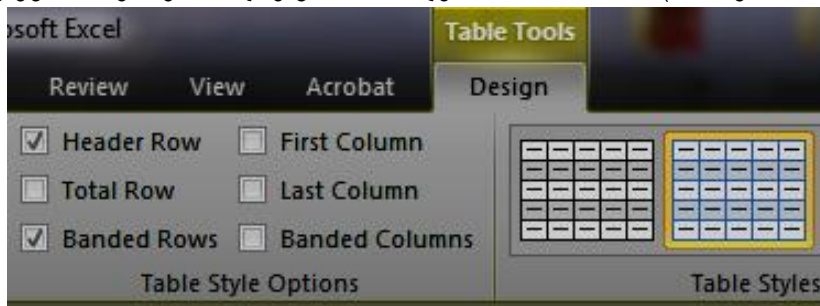 osoft Excel Table Tools
Review View Acrobat Design
Header Row First Column
Total Row Last Column
Banded Rows Banded Columns
Table Style Options Table Styles